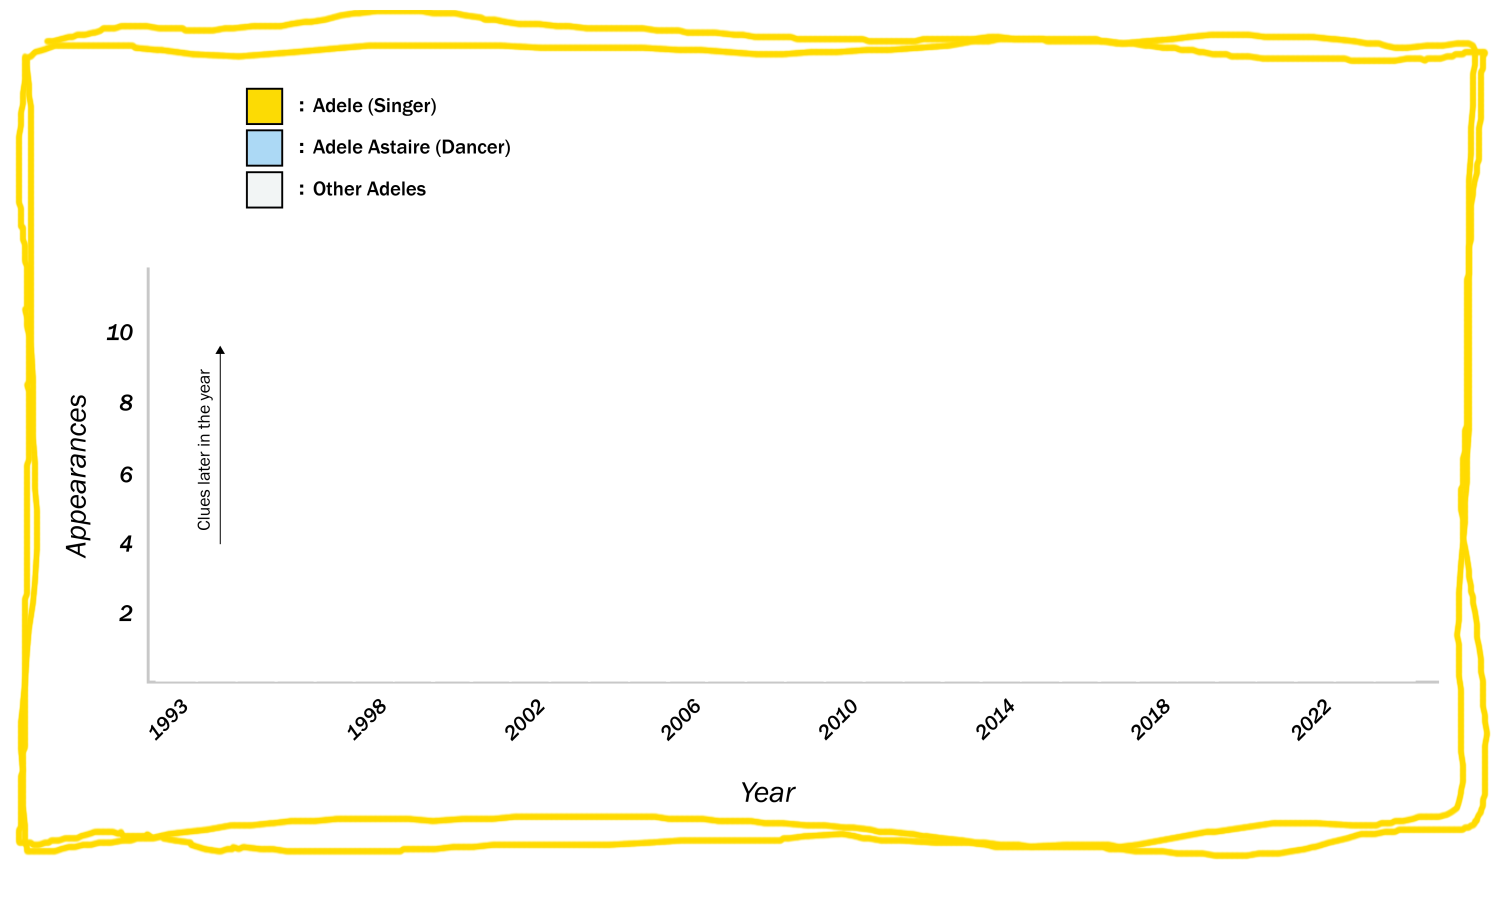 : Adele (Singer)
: Adele Astaire (Dancer)
: Other Adeles
10
8
6
4
2
Appearances
Clues later in the year
1993
1998
2002
2006
2010
2014
2018
2022
Year